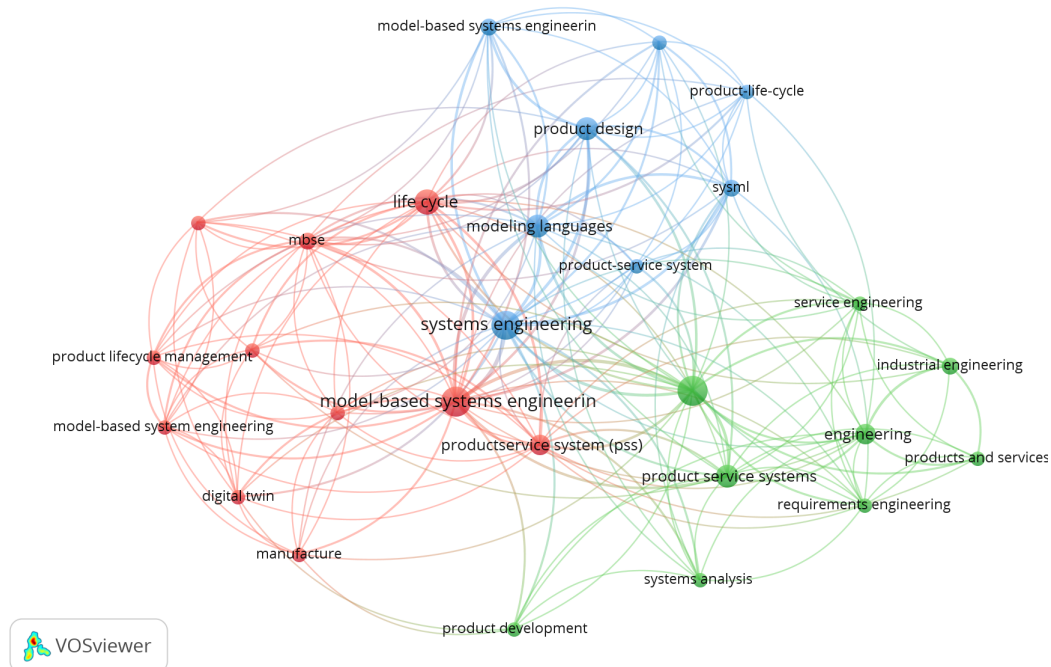 model-based systems engineerin
product-life-cycle
product design
sysml
life cycle
modeling languages
mbse
product-service system
service engineering
systems engineering
product lifecycle management
industrial engineering
model-based systems engineerin
model-based system engineering
engineering
productservice system (pss)
products and services
product service systems
digital twin
requirements engineering
manufacture
systems analysis
product development
VOSviewer